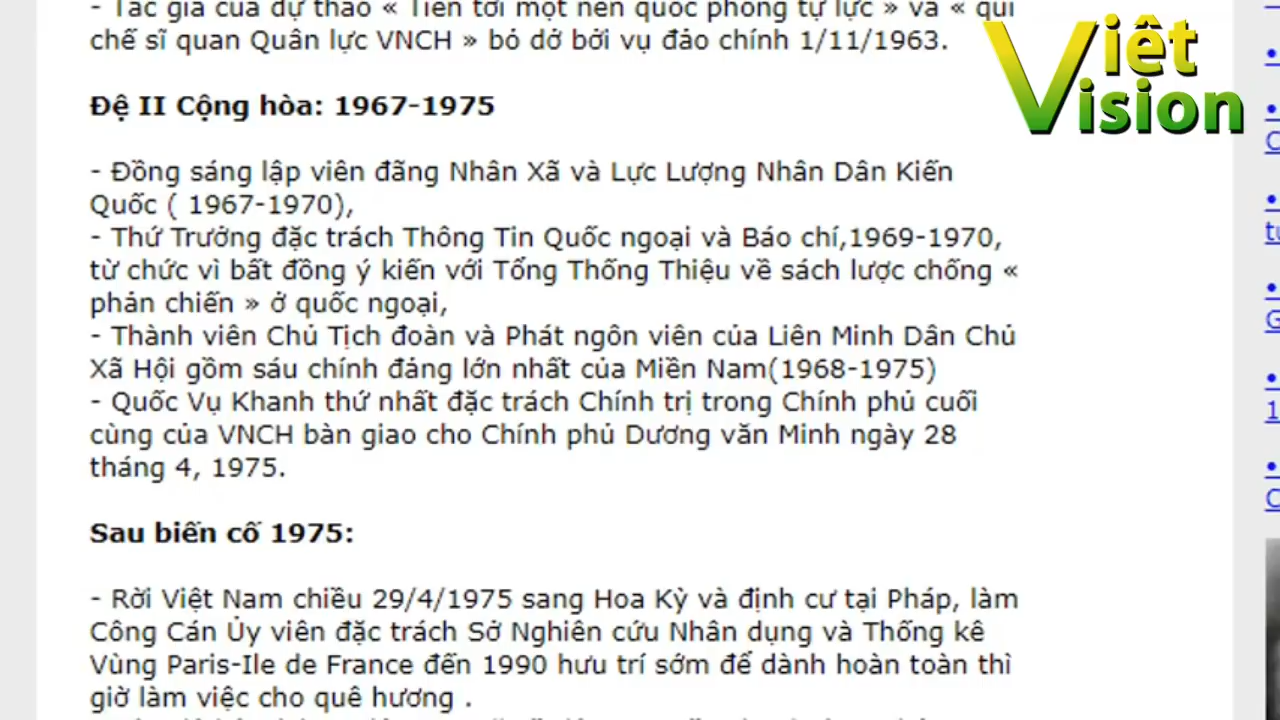 - Tác giả của dự thảo « Tiến tới một nền quốc phòng tự lực » và « qui
chế sĩ quan Quân lực VNCH » bỏ dở bởi vụ đảo chính 1/11/1963.
Việt
Vision
Đệ II Cộng hòa: 1967-1975
- Đồng sáng lập viên đãng Nhân Xã và Lực Lượng Nhân Dân Kiến
Quốc ( 1967-1970),
- Thứ Trưởng đặc trách Thông Tin Quốc ngoại và Báo chí,1969-1970,
từ chức vì bất đồng ý kiến với Tổng Thống Thiệu về sách lược chống «
phản chiến » ở quốc ngoại,
- Thành viên Chủ Tịch đoàn và Phát ngôn viên của Liên Minh Dân Chủ
Xã Hội gồm sáu chính đảng lớn nhất của Miền Nam(1968-1975)
- Quốc Vụ Khanh thứ nhất đặc trách Chính trị trong Chính phủ cuối
cùng của VNCH bàn giao cho Chính phủ Dương văn Minh ngày 28
tháng 4, 1975.
Sau biến cố 1975:
- Rời Việt Nam chiều 29/4/1975 sang Hoa Kỳ và định cư tại Pháp, làm
Công Cán Ủy viên đặc trách Sở Nghiên cứu Nhân dụng và Thống kê
Vùng Paris-Ile de France đến 1990 hưu trí sớm để dành hoàn toàn thì
giờ làm việc cho quê hương .